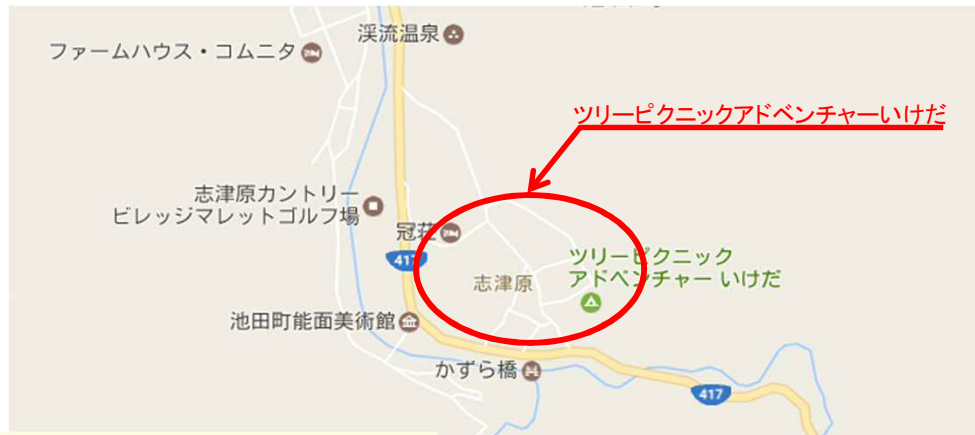 渓流温泉
ファームハウス・コムニタ
ツリーピクニックアドベンチャーいけだ
志津原カントリー
ビレッジマレットゴルフ場
冠荘
417
ツリーピクニック
アドベンチャー いけだ
志津原
池田町能面美術館
かずら橋
417